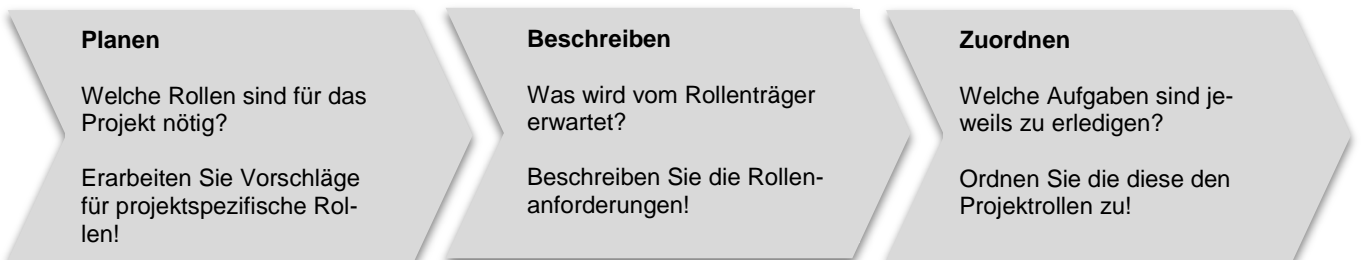 Planen
Welche Rollen sind für das
Projekt nötig?
Erarbeiten Sie Vorschläge
für projektspezifische Rol-
len!
Beschreiben
Was wird vom Rollenträger
erwartet?
Beschreiben Sie die Rollen-
anforderungen!
Zuordnen
Welche Aufgaben sind je-
weils zu erledigen?
Ordnen Sie die diese den
Projektrollen zu!